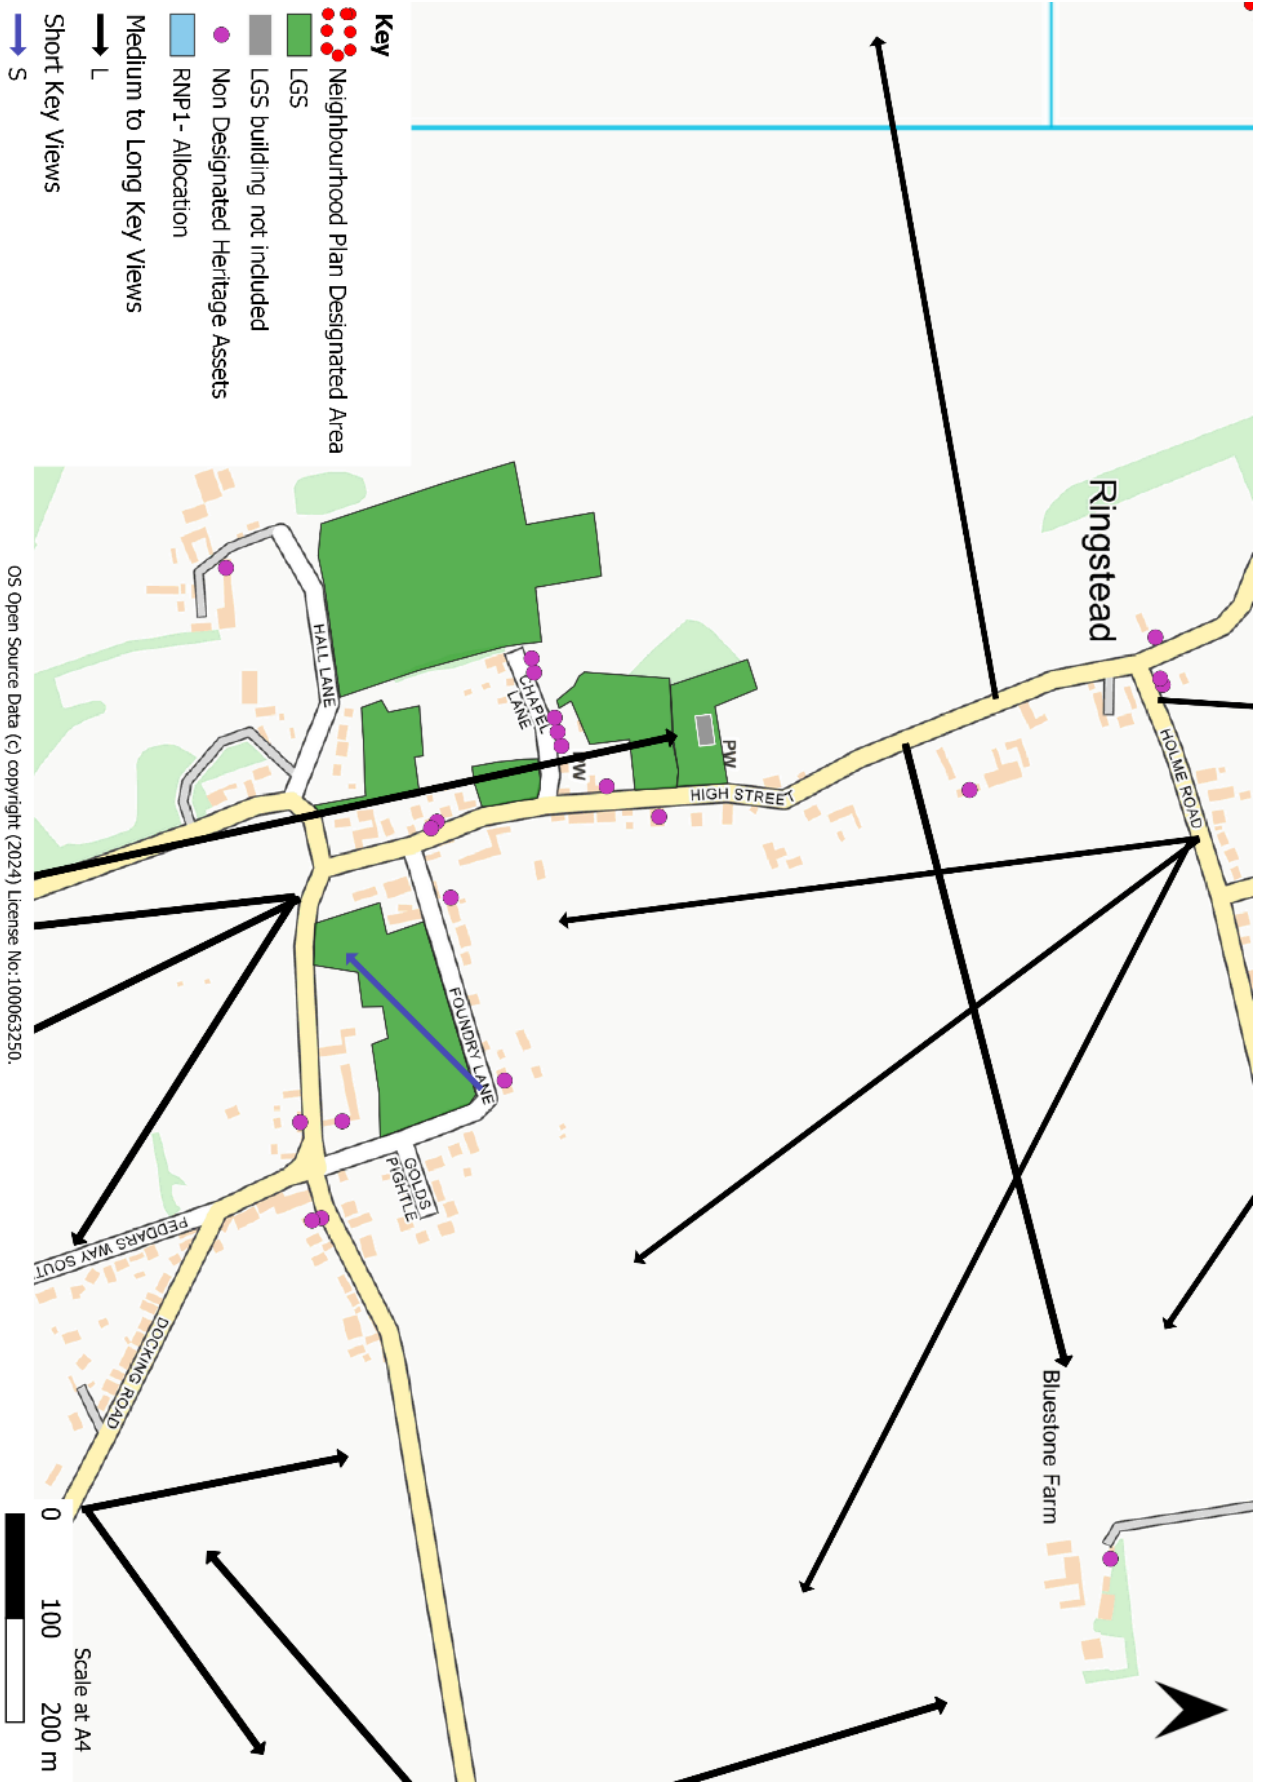 Key
Neighbourhood Plan Designated Area
LGS
LGS building not included
Non Designated Heritage Assets
RNP1- Allocation
Medium to Long Key Views
L
Short Key Views
S
Ringstead
HOLME ROAD
HIGH STREET
PW
PW
CHAPEL
LANE
HALL LANE
FOUNDRY LANE
GOLDS
PIGHTLE
PEDDARS WAY SOUT
DOCKING ROAD
Bluestone Farm
Scale at A4
0 100 200 m
OS Open Source Data (c) copyright (2024) License No:100063250.